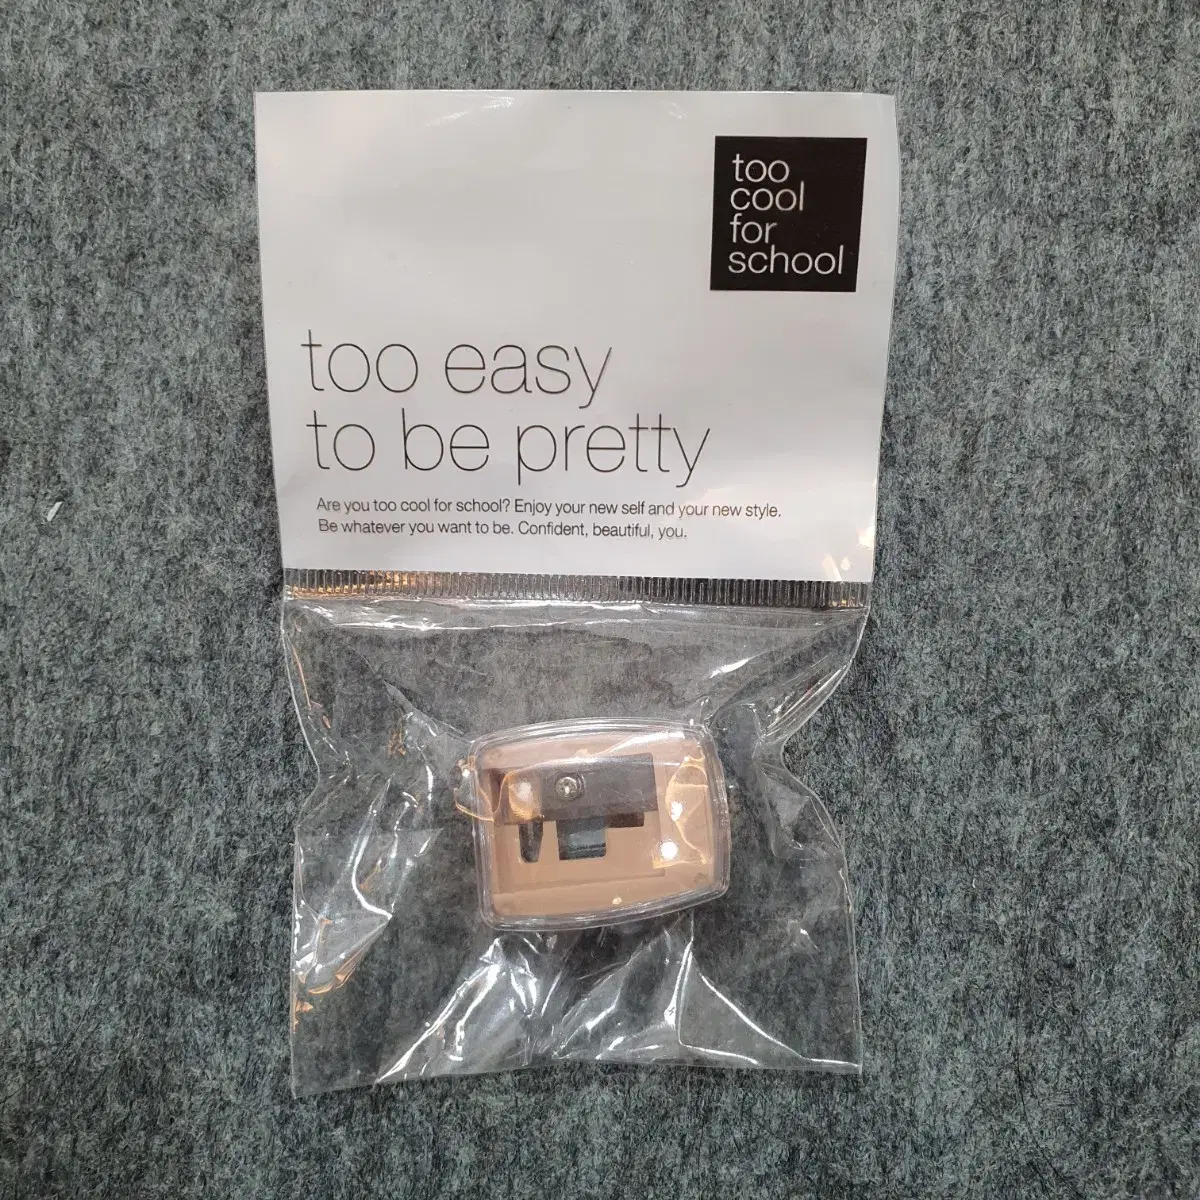 too
cool
for
school
too easy
to be pretty
Are you too cool for school? Enjoy your new self and your new style.
Be whatever you want to be. Confident, beautiful, you.